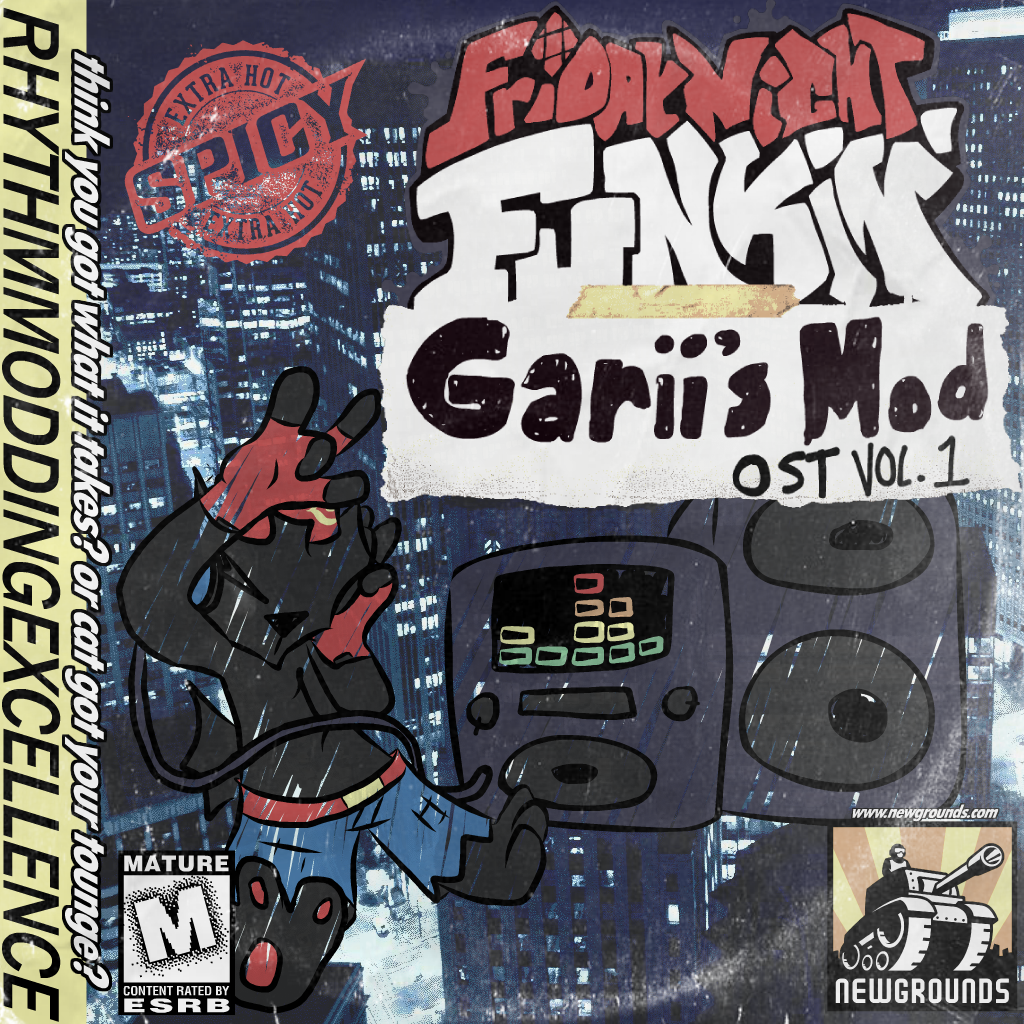 RHYTHMMODDINGEXCELLENCE
think you got what it takes? or cat got your tounge?
EXTRA HOT
SPICY
EXTRA HOT
FRiDAY NiGHT
FUNKiN'
Garii's Mod
OST VOL. 1
www.newgrounds.com
NEWGROUNDS
MATURE
M
CONTENT RATED BY
ESRB